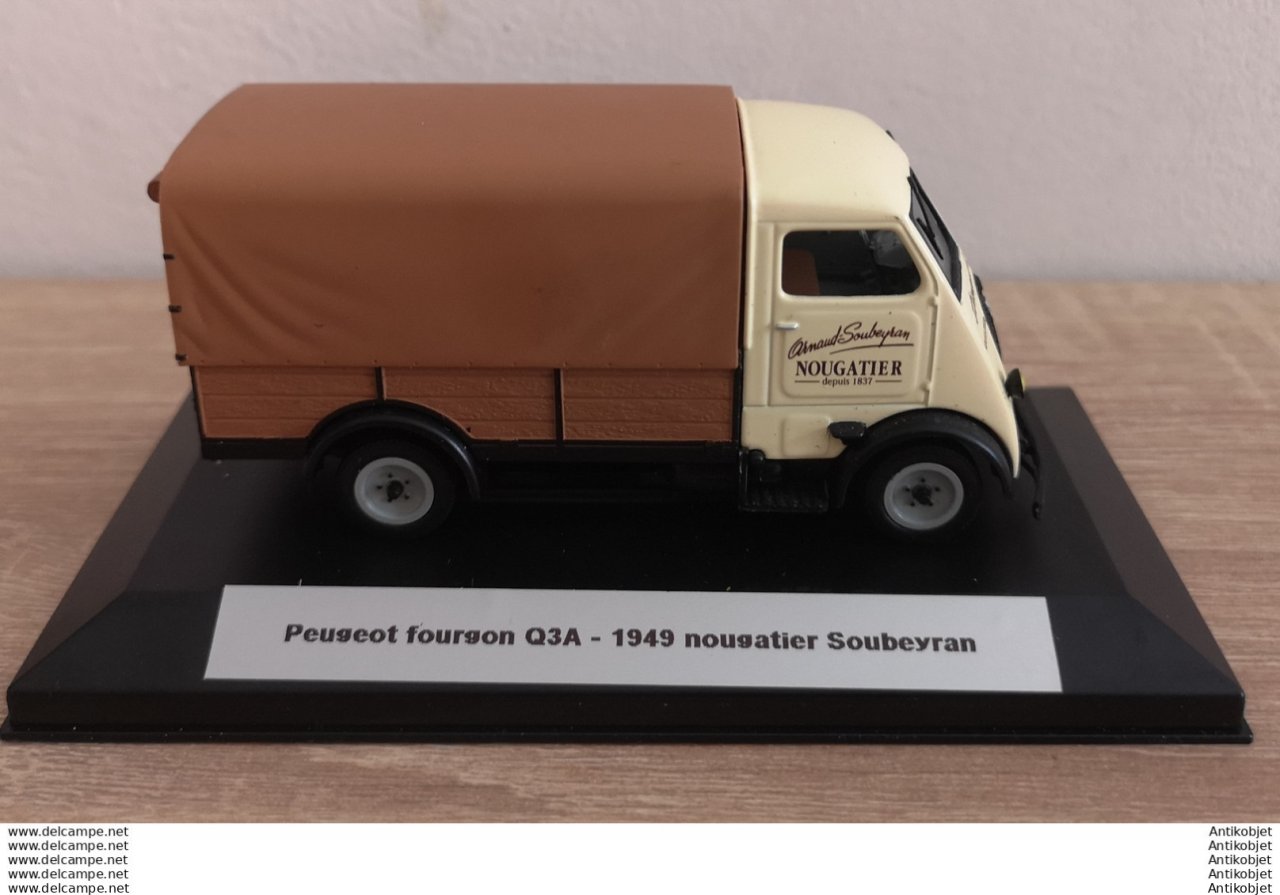 Arnaud-Soubeyran
NOUGATIER
depuis 1837
Peugeot fourgon Q3A - 1949 nougatier Soubeyran
www.delcampe.net
www.delcampe.net
www.delcampe.net
www.delcampe.net
www.delcampe.net
Antikobjet
Antikobjet
Antikobjet
Antikobjet
Antikobjet